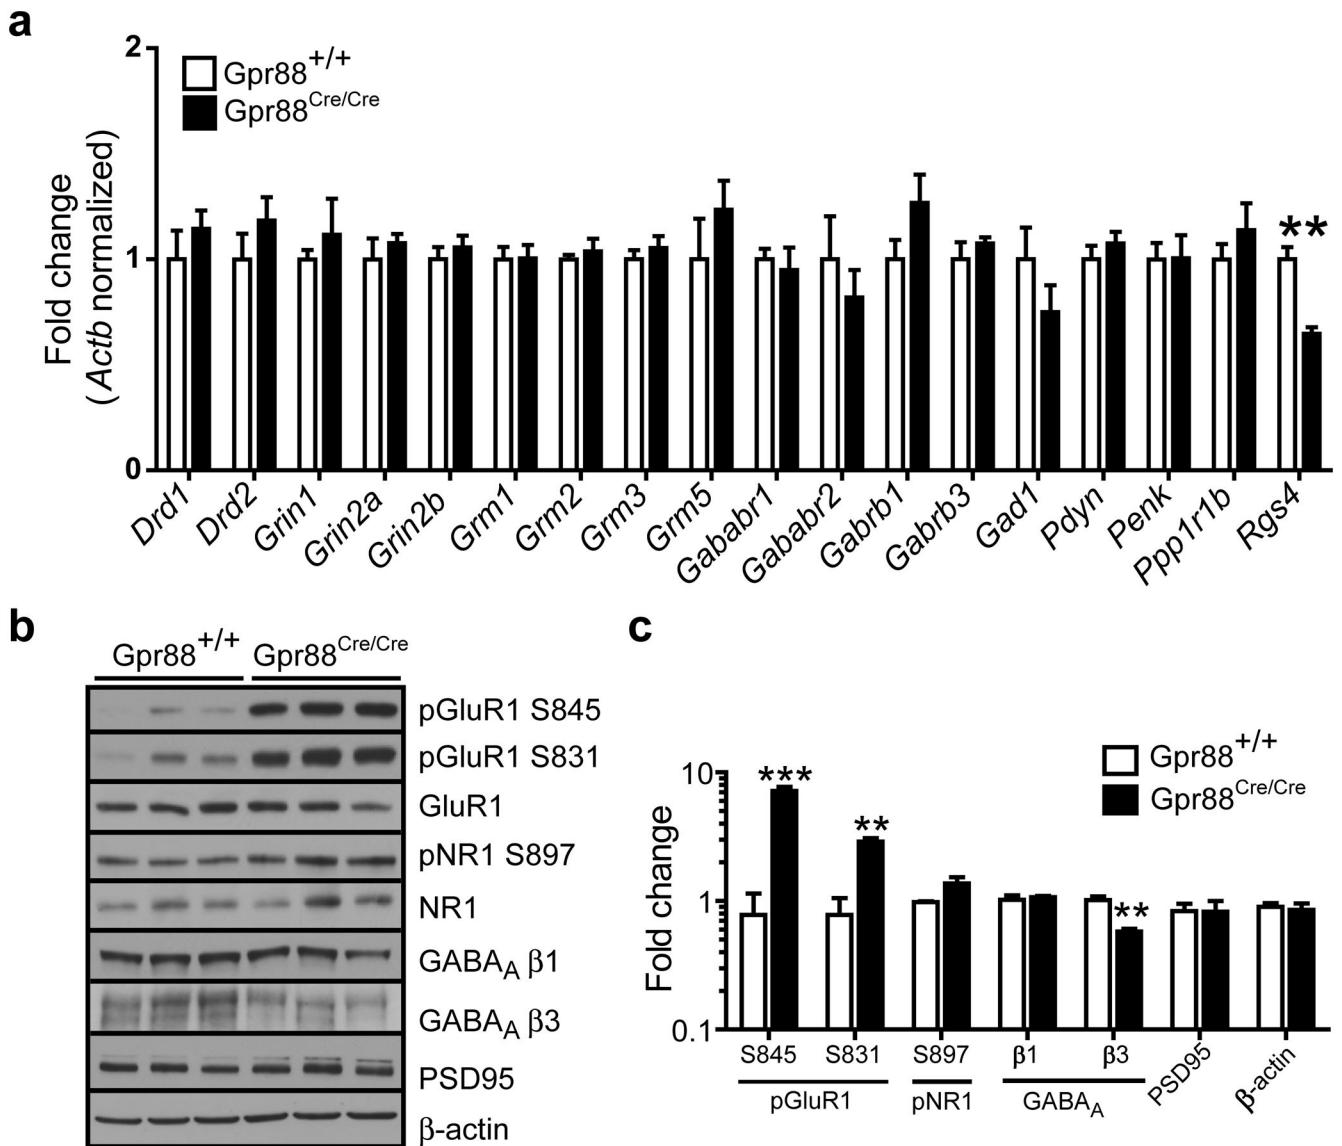 a
2
1
0
Fold change
(Actb normalized)
Gpr88+/+
Gpr88Cre/Cre
**
Drd1
Drd2
Grin1
Grin2a
Grin2b
Grm1
Grm2
Grm3
Grm5
Gababr1
Gababr2
Gabrb1
Gabrb3
Gad1
Pdyn
Penk
Ppp1r1b
Rgs4
b
Gpr88+/+ Gpr88Cre/Cre
pGluR1 S845
pGluR1 S831
GluR1
pNR1 S897
NR1
GABAA β1
GABAA β3
PSD95
β-actin
c
Gpr88+/+
Gpr88Cre/Cre
10
1
0.1
Fold change
***
**
**
S845 S831 S897 β1 β3 PSD95 β-actin
pGluR1 pNR1 GABAA